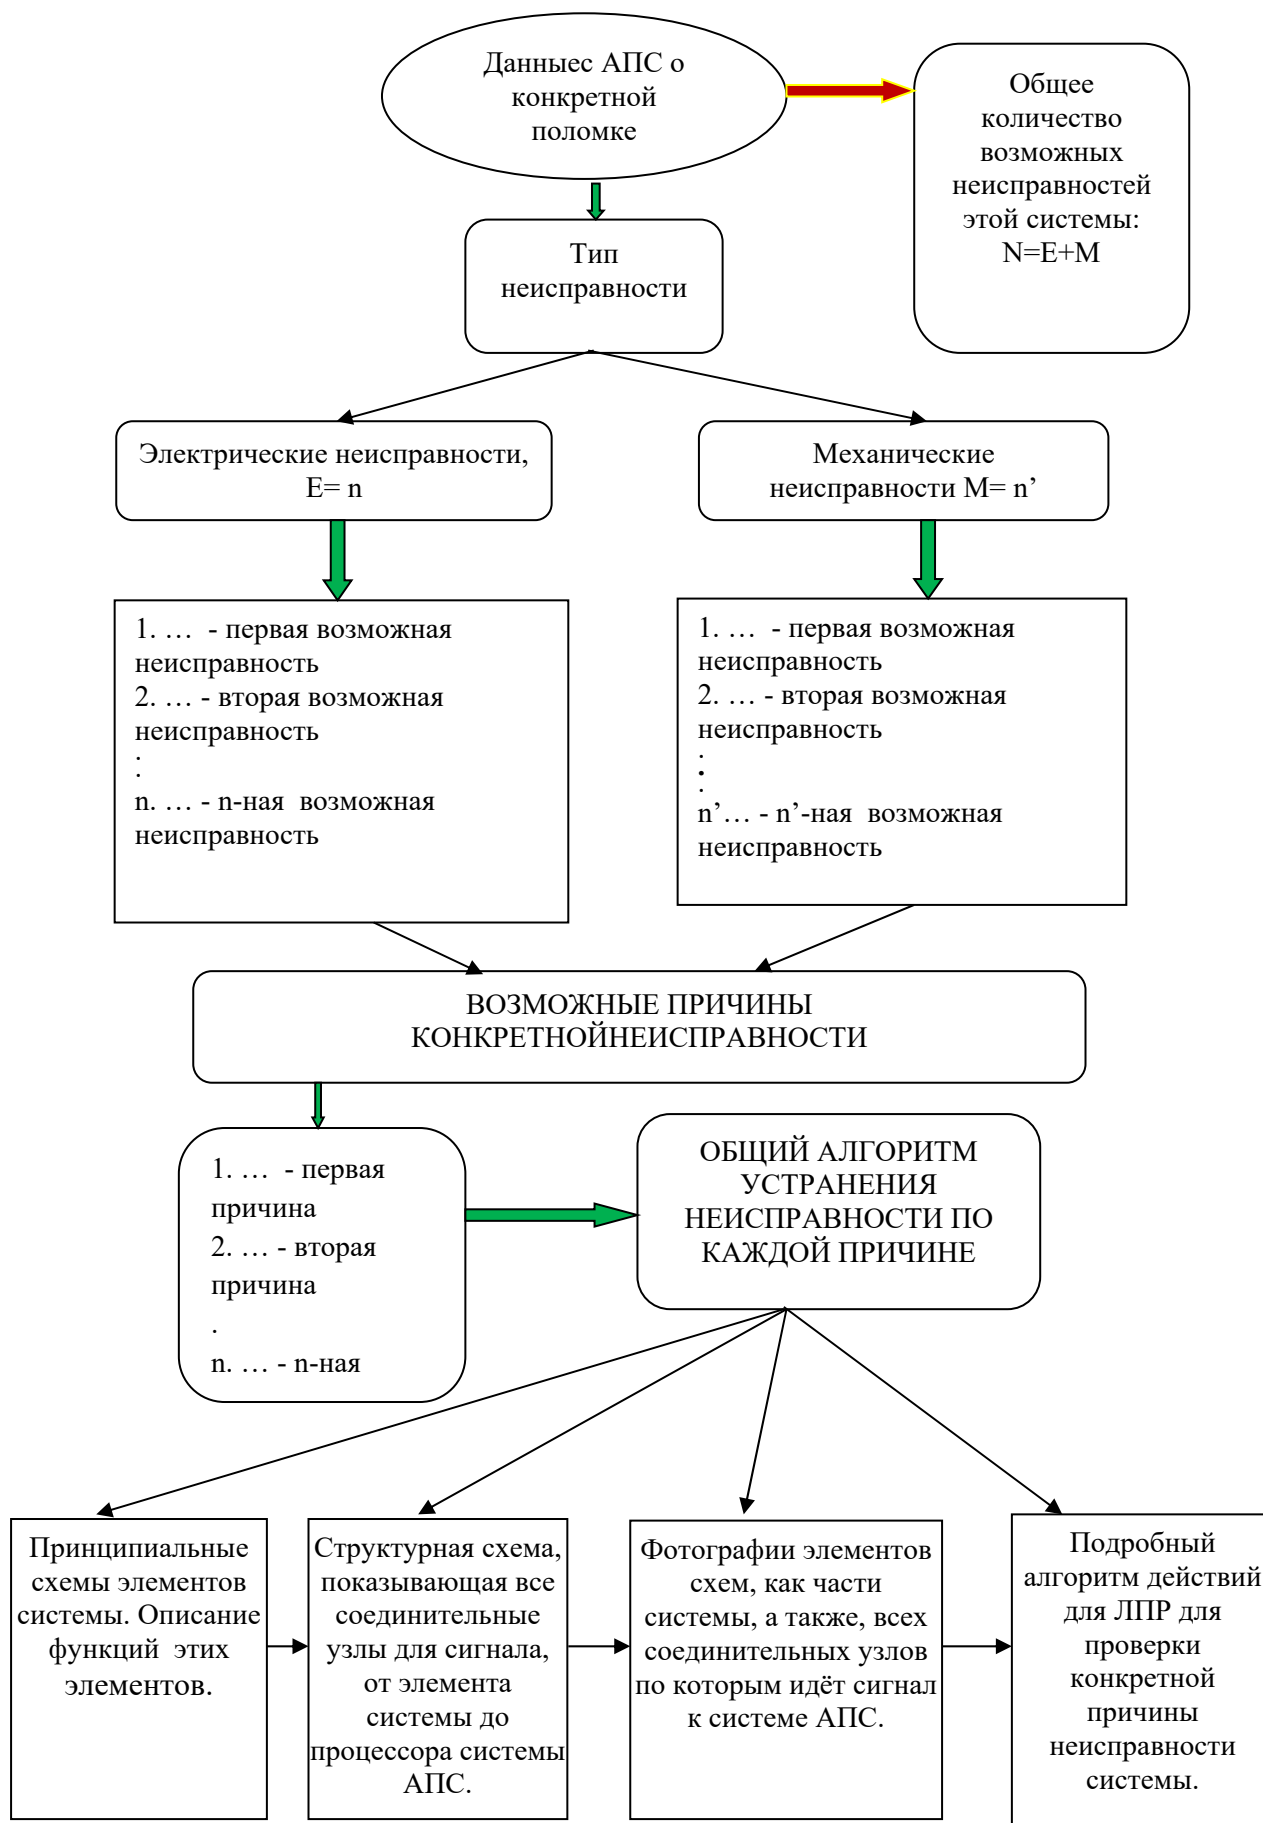 Данныес АПС о
конкретной
поломке
Общее
количество
возможных
неисправностей
этой системы:
N=E+M
Тип
неисправности
Электрические неисправности,
E= n
Механические
неисправности M= n’
1. … - первая возможная
неисправность
2. … - вторая возможная
неисправность
.
.
n. … - n-ная возможная
неисправность
1. … - первая возможная
неисправность
2. … - вторая возможная
неисправность
.
.
.
n’… - n’-ная возможная
неисправность
ВОЗМОЖНЫЕ ПРИЧИНЫ
КОНКРЕТНОЙНЕИСПРАВНОСТИ
1. … - первая
причина
2. … - вторая
причина
.
n. … - n-ная
ОБЩИЙ АЛГОРИТМ
УСТРАНЕНИЯ
НЕИСПРАВНОСТИ ПО
КАЖДОЙ ПРИЧИНЕ
Принципиальные
схемы элементов
системы. Описание
функций этих
элементов.
Структурная схема,
показывающая все
соединительные
узлы для сигнала,
от элемента
системы до
процессора системы
АПС.
Фотографии элементов
схем, как части
системы, а также, всех
соединительных узлов
по которым идёт сигнал
к системе АПС.
Подробный
алгоритм действий
для ЛПР для
проверки
конкретной
причины
неисправности
системы.